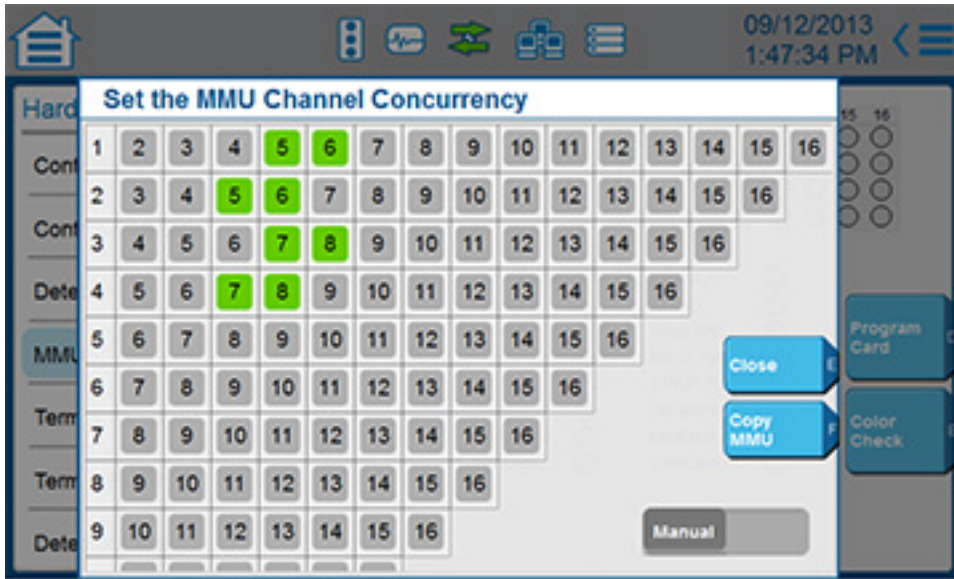 09/12/2013
1:47:34 PM
Hard
Set the MMU Channel Concurrency
15 16
1 2 3 4 5 6 7 8 9 10 11 12 13 14 15 16
Cont
2 3 4 5 6 7 8 9 10 11 12 13 14 15 16
Cont
3 4 5 6 7 8 9 10 11 12 13 14 15 16
Dete
4 5 6 7 8 9 10 11 12 13 14 15 16
5 6 7 8 9 10 11 12 13 14 15 16
MMU
Close E
Program
Card
6 7 8 9 10 11 12 13 14 15 16
Term
7 8 9 10 11 12 13 14 15 16
Copy
MMU F
Color
Check
Term
8 9 10 11 12 13 14 15 16
Dete
9 10 11 12 13 14 15 16
Manual